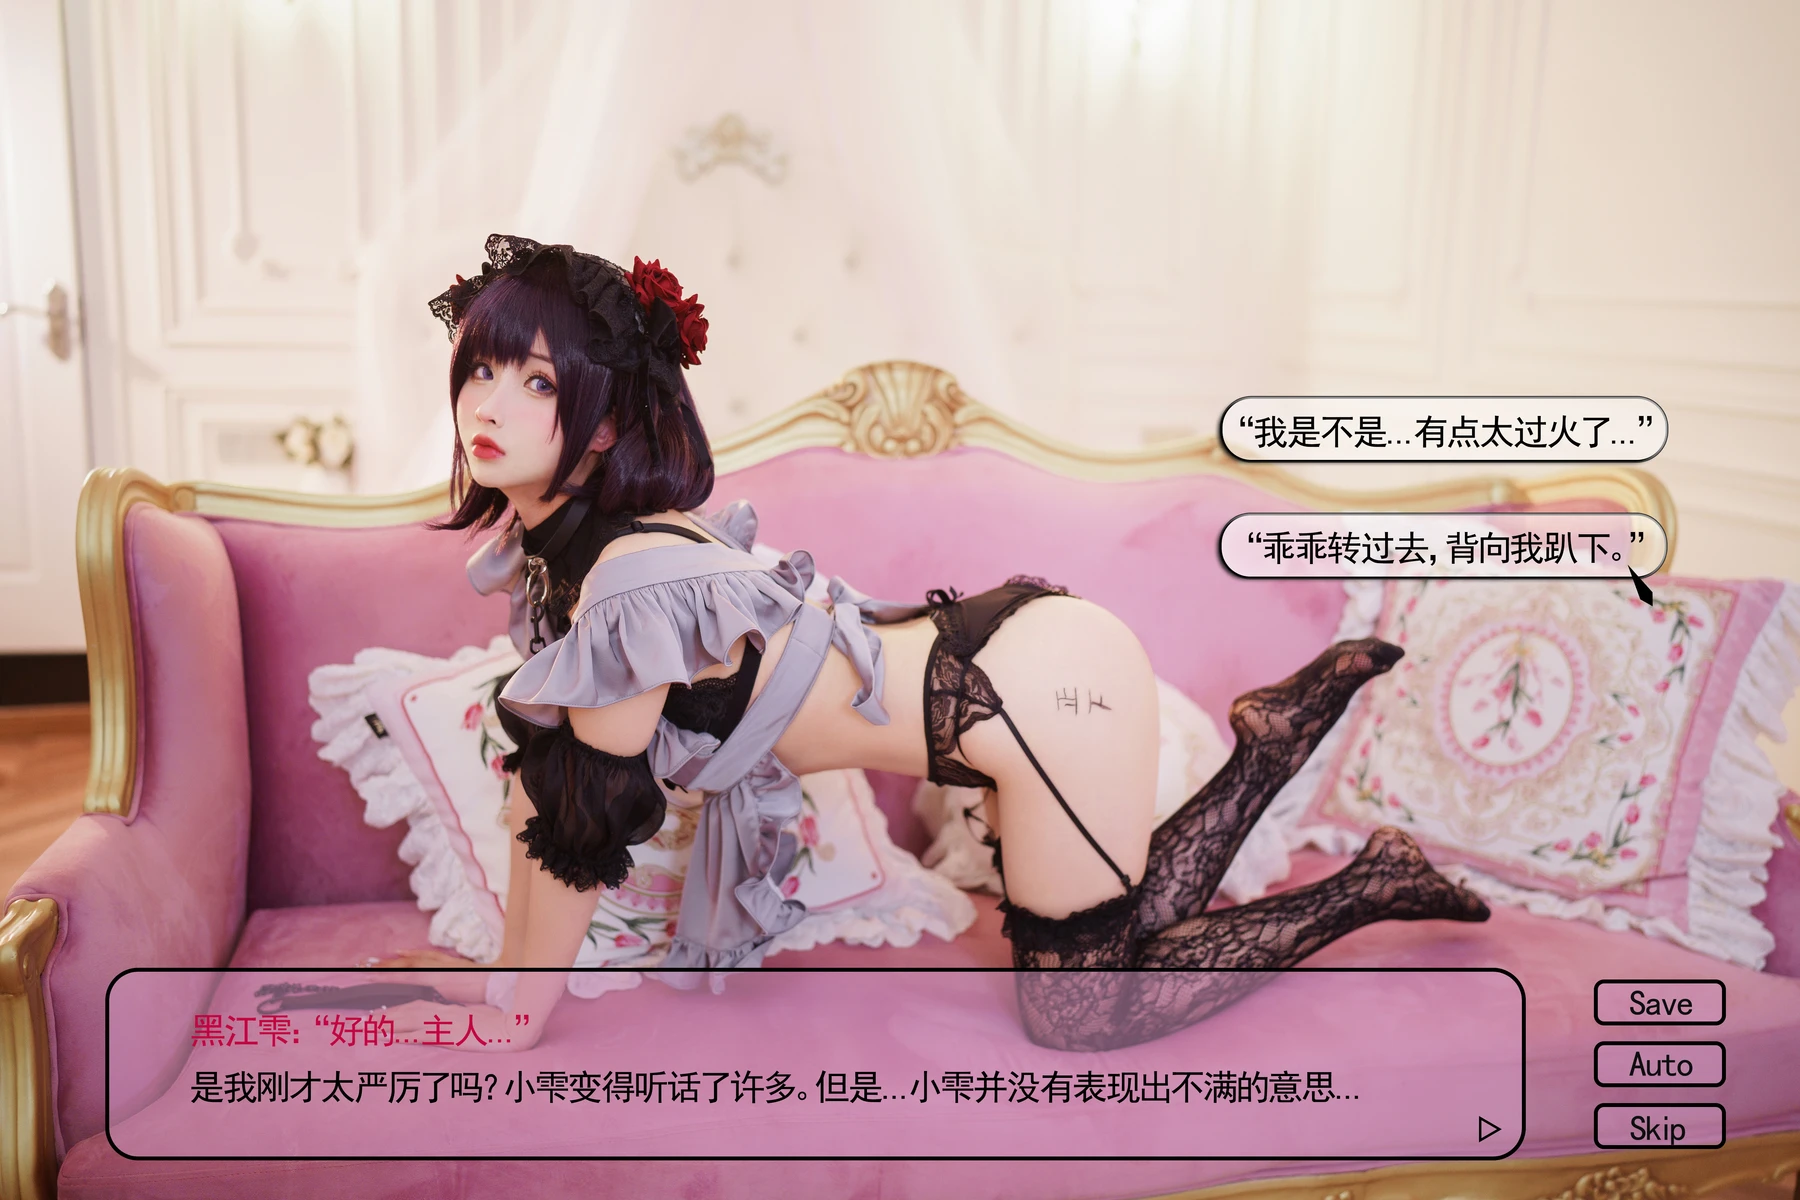 “我是不是…有点太过火了…”
“乖乖转过去，背向我趴下。”
正下
黑江雫：“好的…主人…”
是我刚才太严厉了吗？小雫变得听话了许多。但是…小雫并没有表现出不满的意思…
Save
Auto
Skip